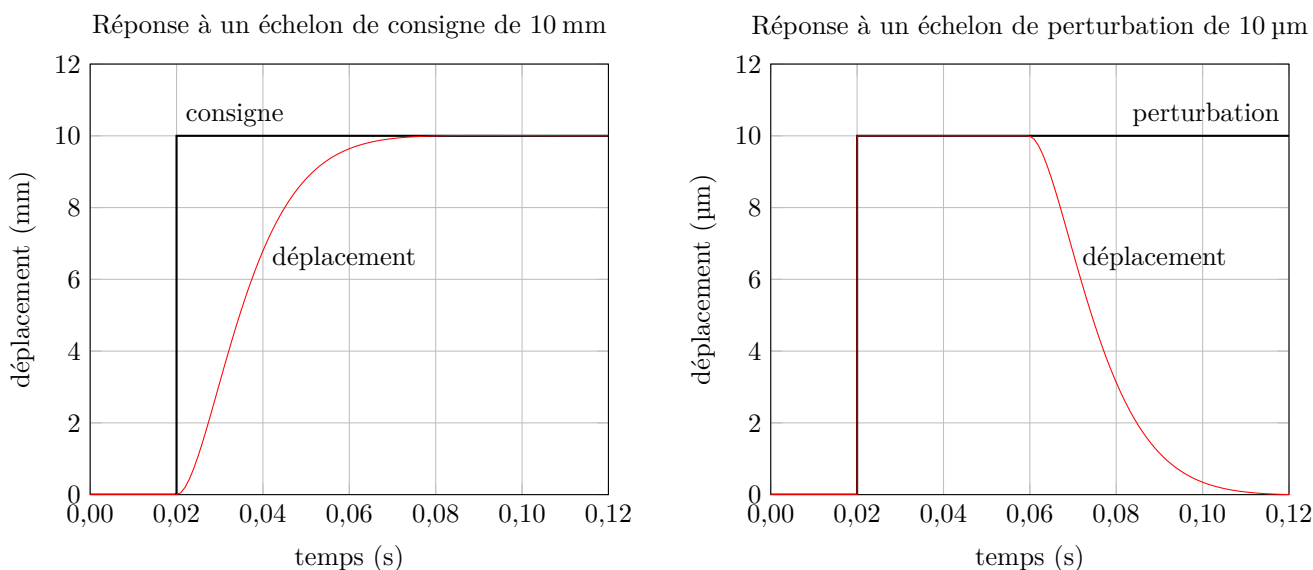 Réponse à un échelon de consigne de 10 mm
12
10
8
6
4
2
0
déplacement (mm)
consigne
déplacement
0,00 0,02 0,04 0,06 0,08 0,10 0,12
temps (s)
Réponse à un échelon de perturbation de 10 µm
12
10
8
6
4
2
0
déplacement (µm)
perturbation
déplacement
0,00 0,02 0,04 0,06 0,08 0,10 0,12
temps (s)